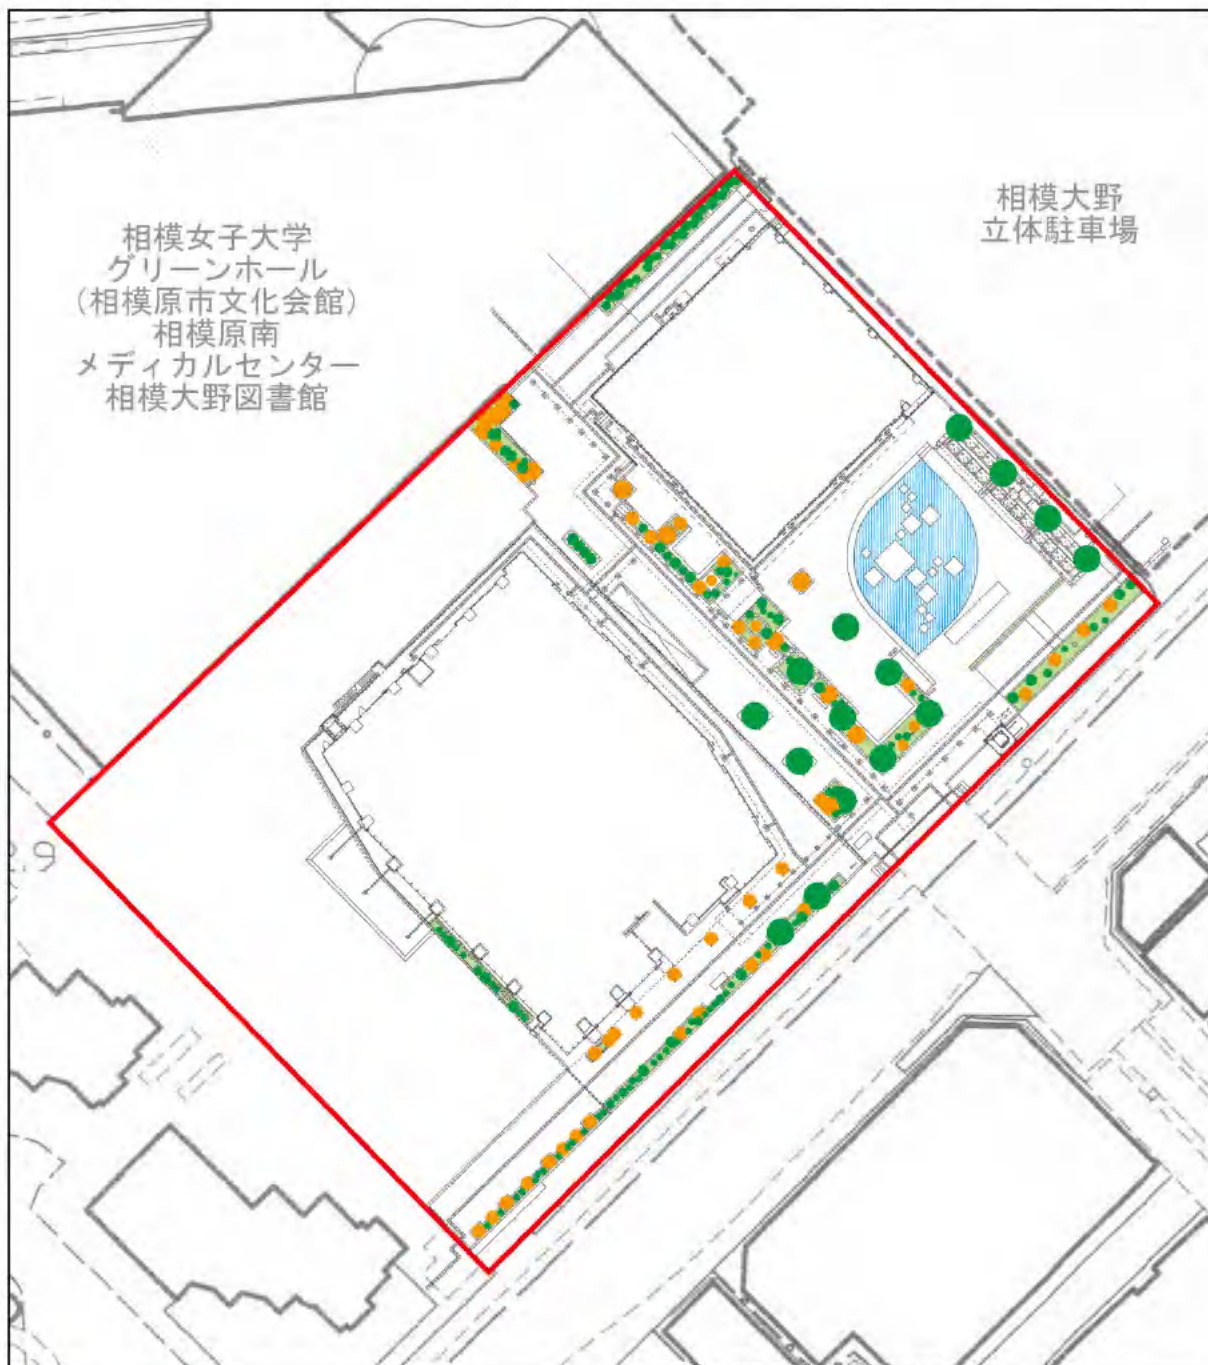 相模女子大学
グリーンホール
(相模原市文化会館)
相模原南
メディカルセンター
相模大野図書館
相模大野
立体駐車場